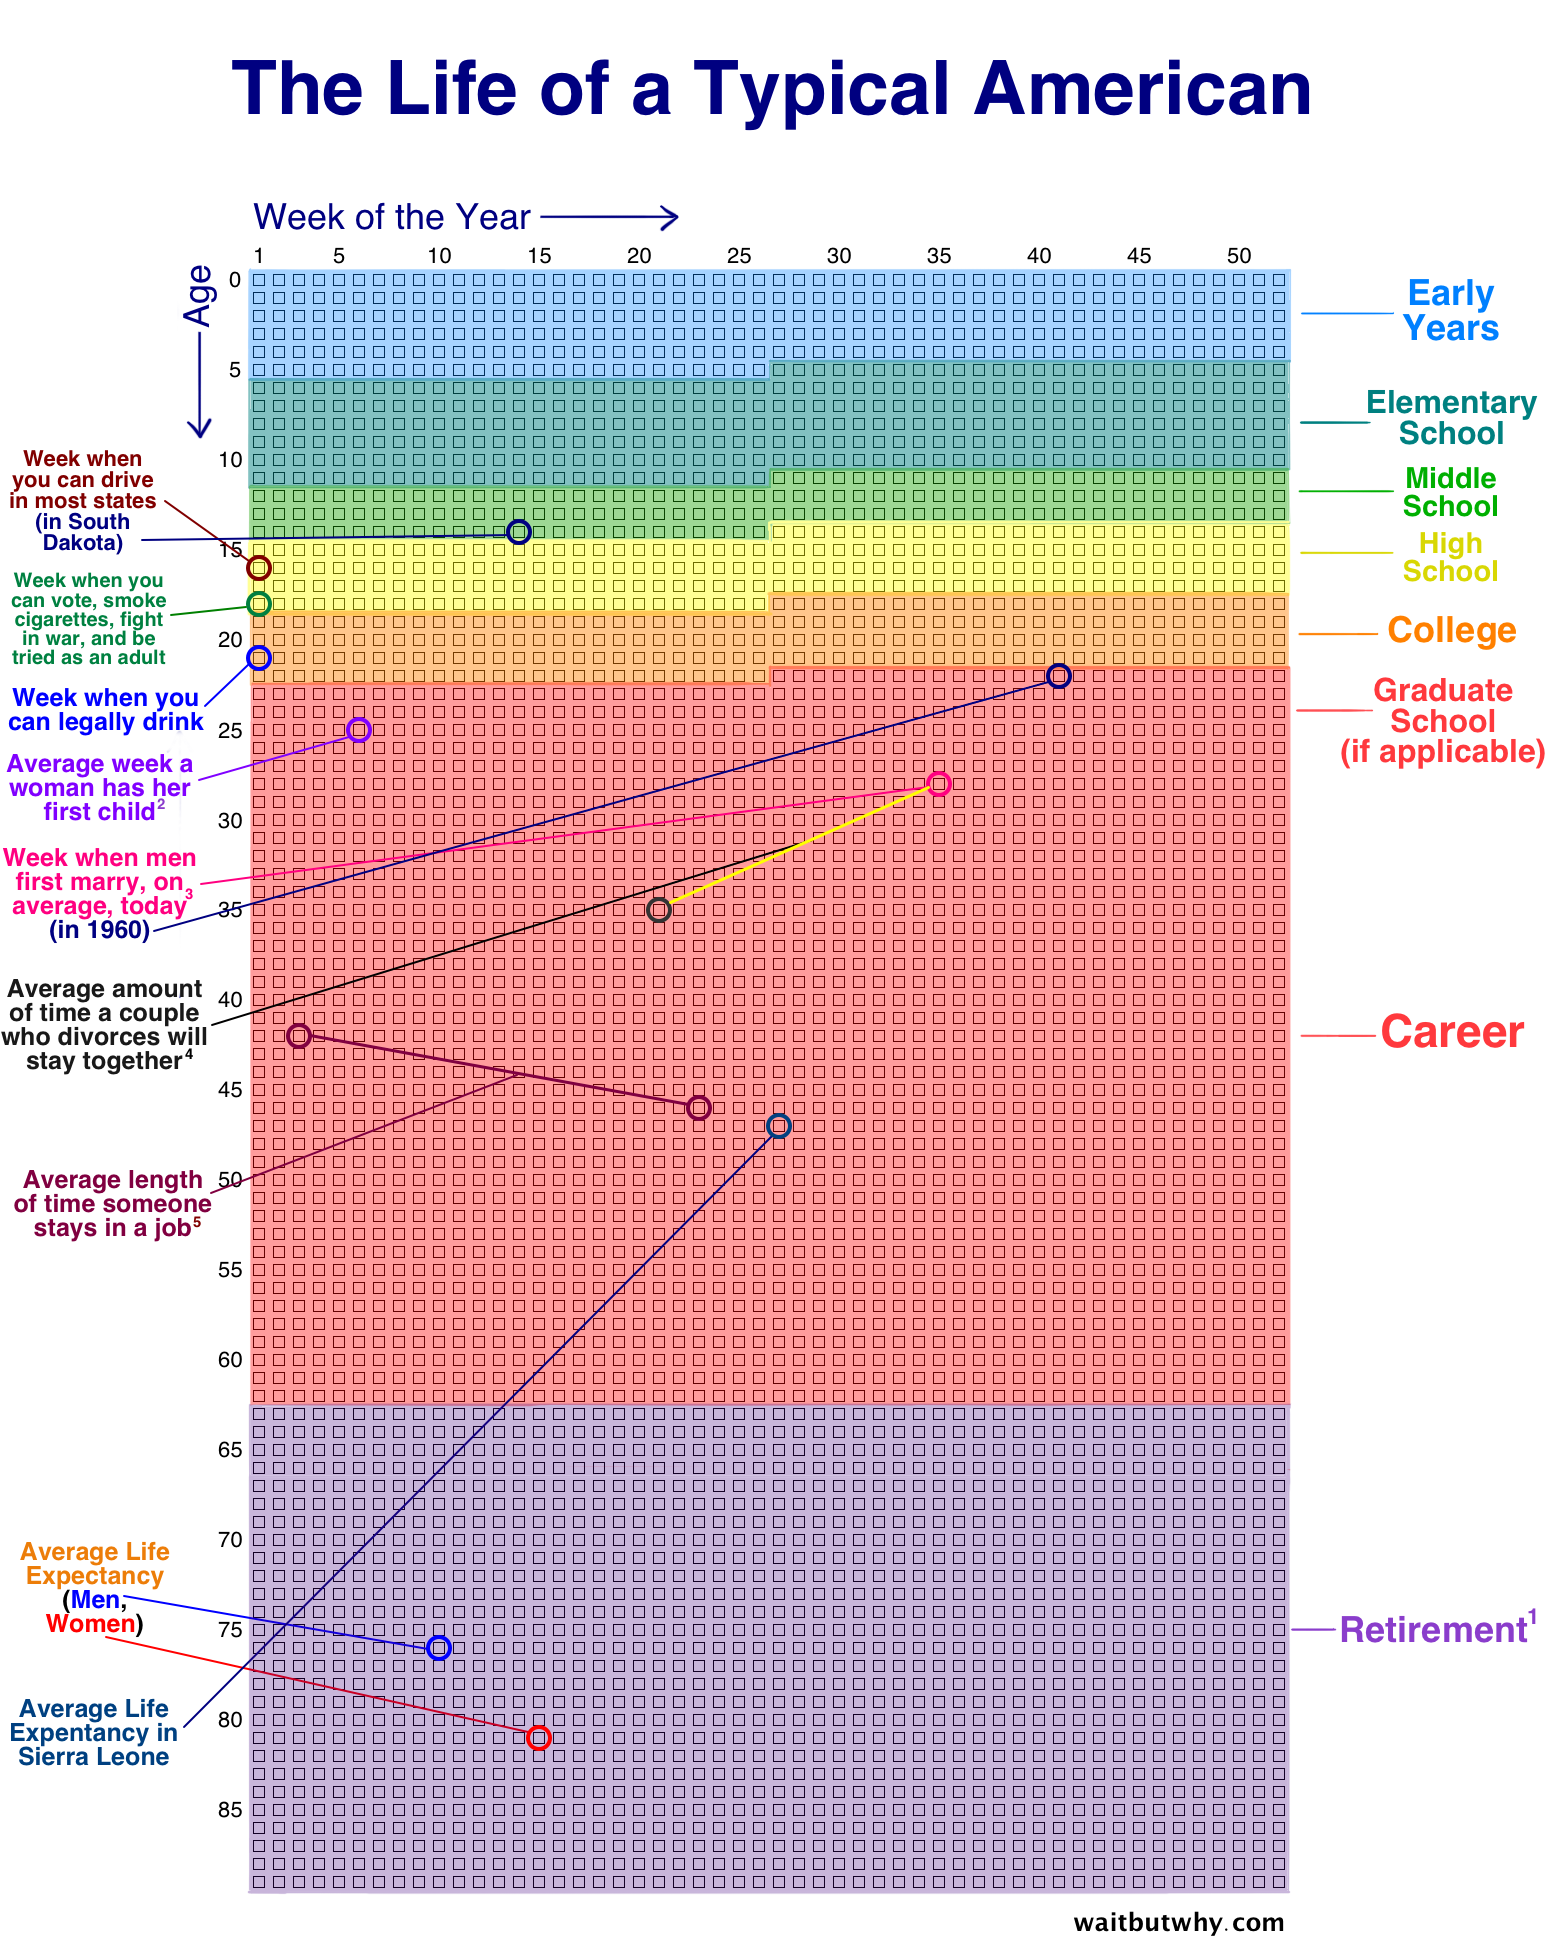 The Life of a Typical American
Week of the Year
1 5 10 15 20 25 30 35 40 45 50
Age
0
5
10
15
20
25
30
35
40
45
50
55
60
65
70
75
80
85
Early
Years
Elementary
School
Middle
School
High
School
College
Graduate
School
(if applicable)
Career
Retirement1
Week when
you can drive
in most states
(in South
Dakota)
Week when you
can vote, smoke
cigarettes, fight
in war, and be
tried as an adult
Week when you
can legally drink
Average week a
woman has her
first child2
Week when men
first marry, on
average, today3
(in 1960)
Average amount
of time a couple
who divorces will
stay together4
Average length
of time someone
stays in a job5
Average Life
Expectancy
(Men,
Women)
Average Life
Expentancy in
Sierra Leone
waitbutwhy.com